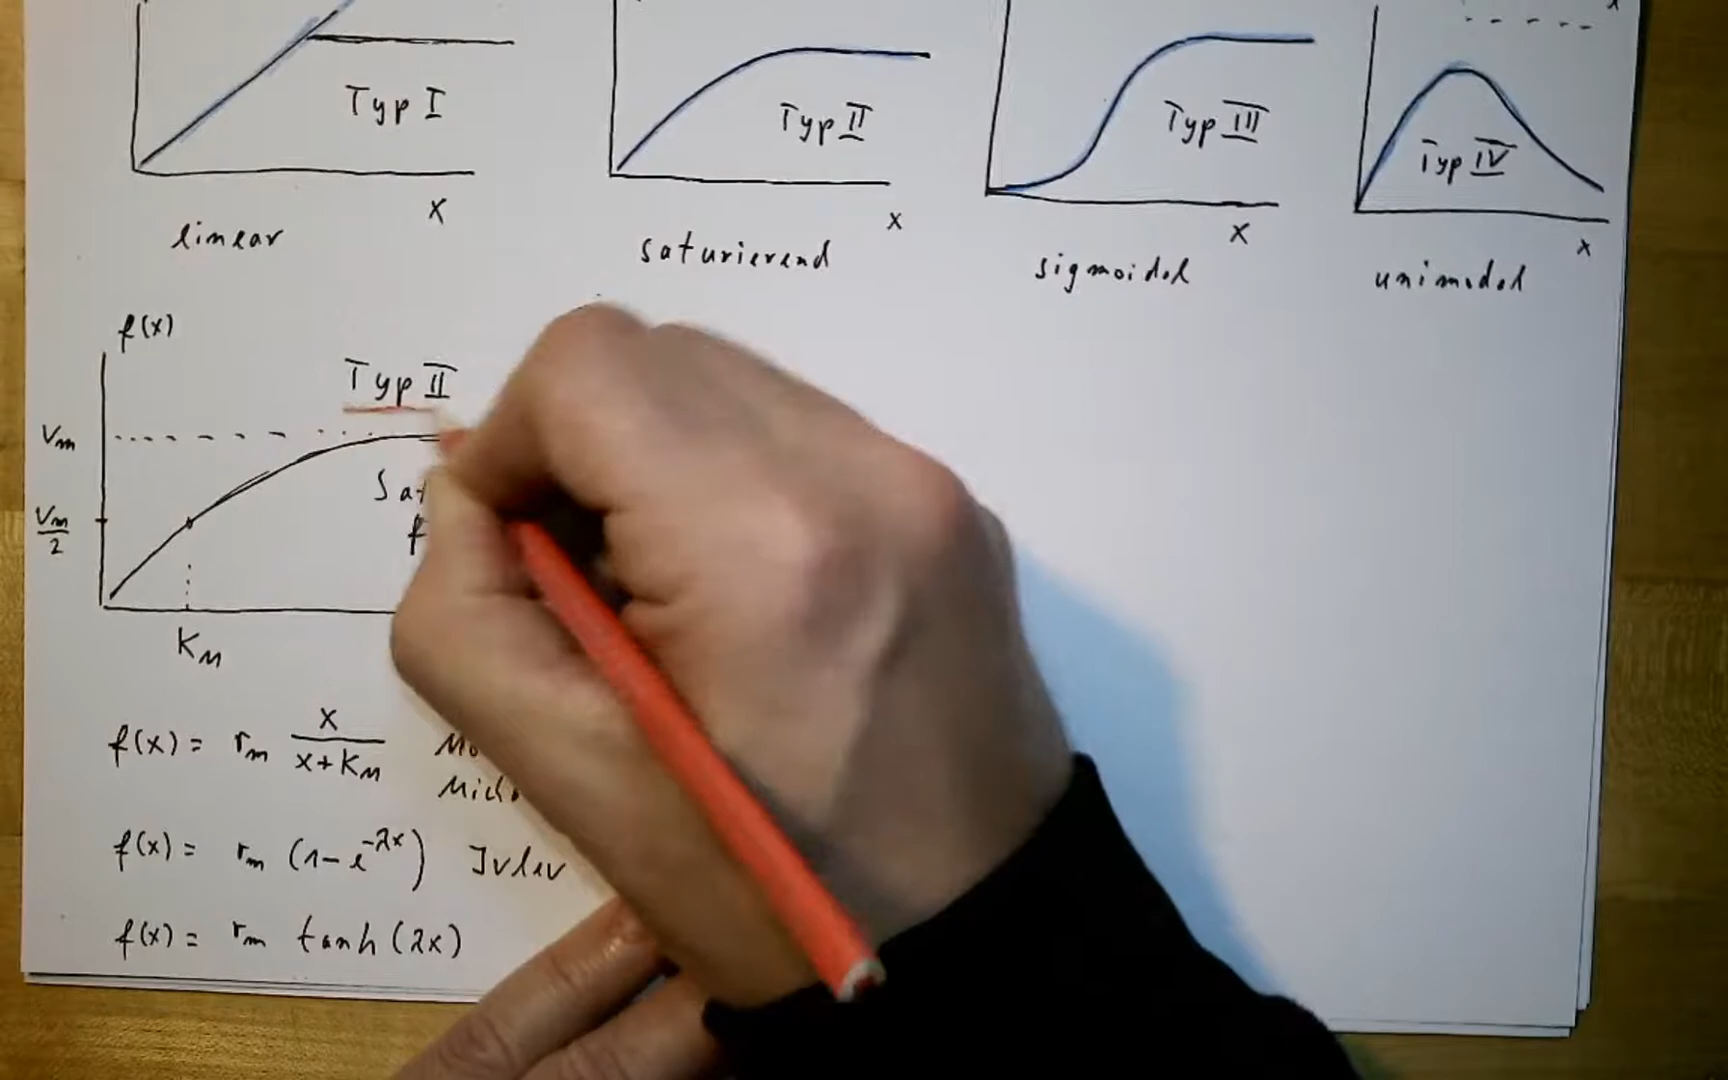 Typ I
x
linear
Typ II
x
saturierend
Typ III
x
sigmoidal
Typ IV
x
unimodal
f(x)
Typ II
Vm
Vm/2
KM
f(x) = rm x/(x+KM)
f(x) = rm (1-e^-λx) Ivlev
f(x) = rm tanh(λx)